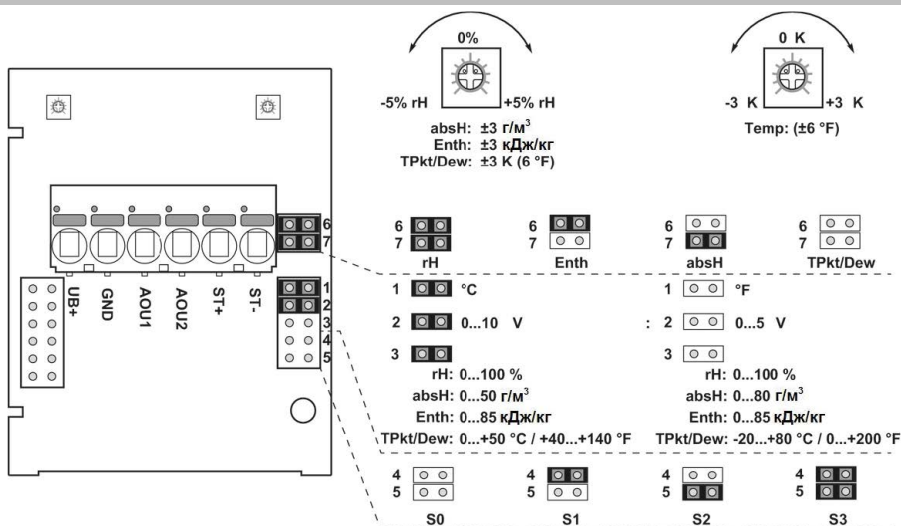 0%
-5% rH +5% rH
absH: ±3 г/м³
Enth: ±3 кДж/кг
TPkt/Dew: ±3 K (6 °F)
0 K
-3 K +3 K
Temp: (±6 °F)
UB+
GND
AOU1
AOU2
ST+
ST-
6
7
1
2
3
4
5
6
7
rH
6
7
Enth
6
7
absH
6
7
TPkt/Dew
1 °C
2 0...10 V
3
rH: 0...100 %
absH: 0...50 г/м³
Enth: 0...85 кДж/кг
TPkt/Dew: 0...+50 °C / +40...+140 °F
1 °F
: 2 0...5 V
3
rH: 0...100 %
absH: 0...80 г/м³
Enth: 0...85 кДж/кг
TPkt/Dew: -20...+80 °C / 0...+200 °F
4
5
S0
4
5
S1
4
5
S2
4
5
S3